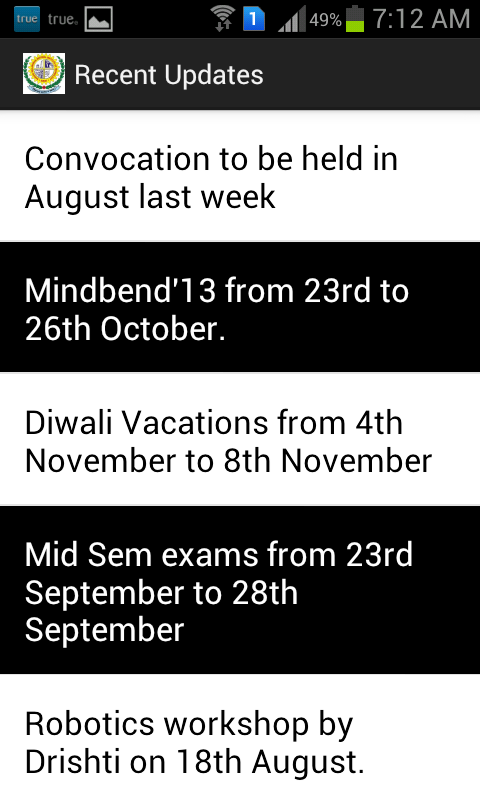 true true. 1 49% 7:12 AM
Recent Updates
Convocation to be held in
August last week
Mindbend'13 from 23rd to
26th October.
Diwali Vacations from 4th
November to 8th November
Mid Sem exams from 23rd
September to 28th
September
Robotics workshop by
Drishti on 18th August.